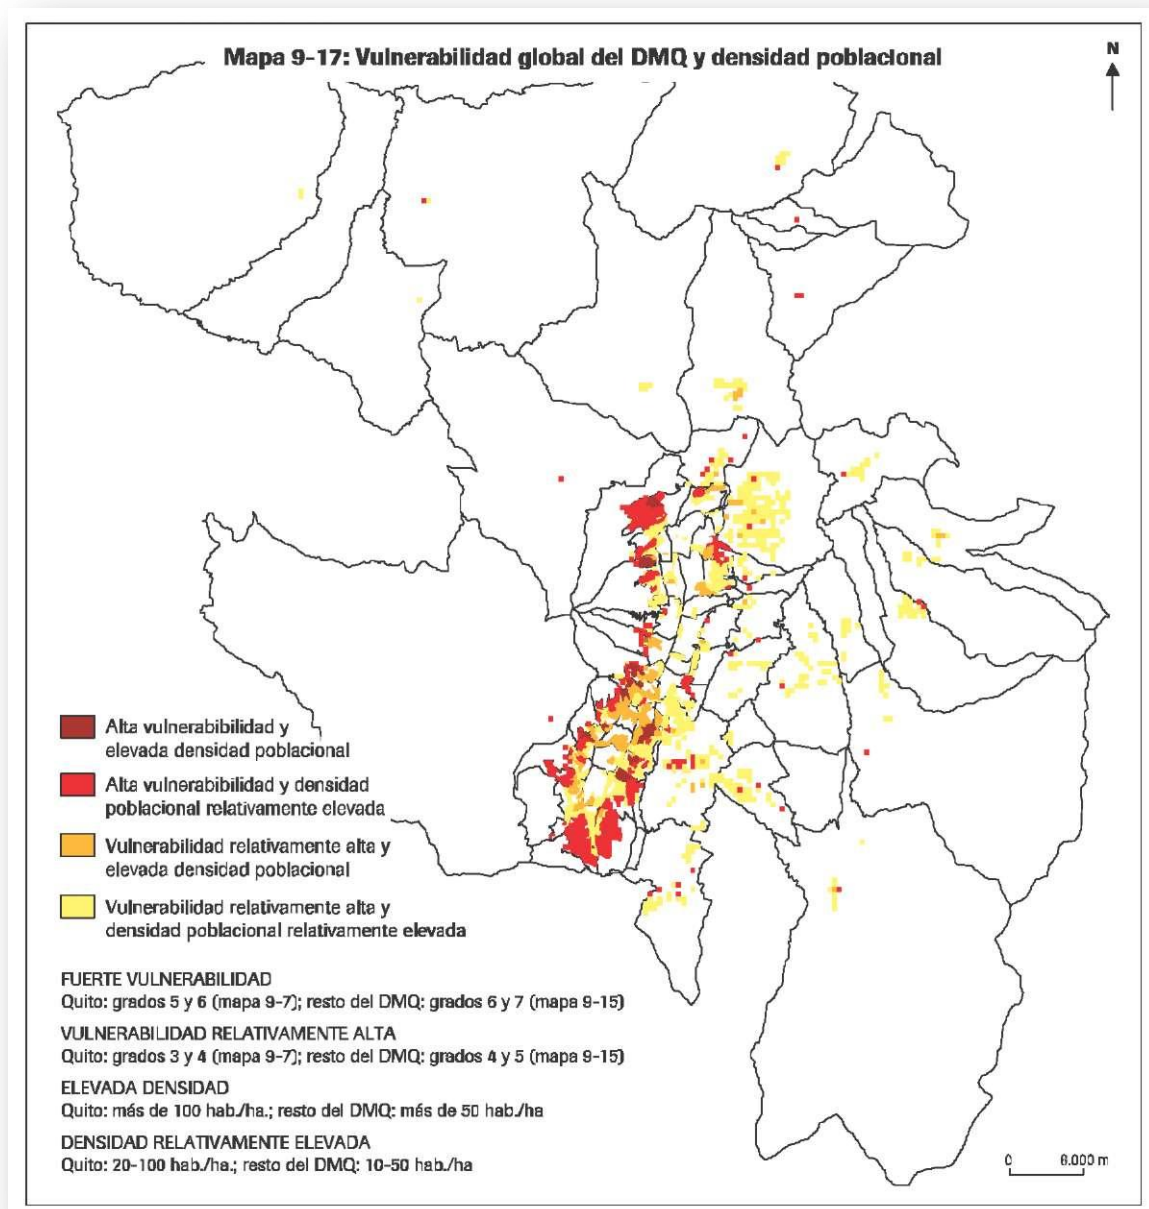 Mapa 9-17: Vulnerabilidad global del DMQ y densidad poblacional
N
Alta vulnerabibilidad y
elevada densidad poblacional
Alta vulnerabibilidad y densidad
poblacional relativamente elevada
Vulnerabilidad relativamente alta y
elevada densidad poblacional
Vulnerabilidad relativamente alta y
densidad poblacional relativamente elevada
FUERTE VULNERABILIDAD
Quito: grados 5 y 6 (mapa 9-7); resto del DMQ: grados 6 y 7 (mapa 9-15)
VULNERABILIDAD RELATIVAMENTE ALTA
Quito: grados 3 y 4 (mapa 9-7); resto del DMQ: grados 4 y 5 (mapa 9-15)
ELEVADA DENSIDAD
Quito: más de 100 hab./ha.; resto del DMQ: más de 50 hab./ha
DENSIDAD RELATIVAMENTE ELEVADA
Quito: 20-100 hab./ha.; resto del DMQ: 10-50 hab./ha
0 6.000 m